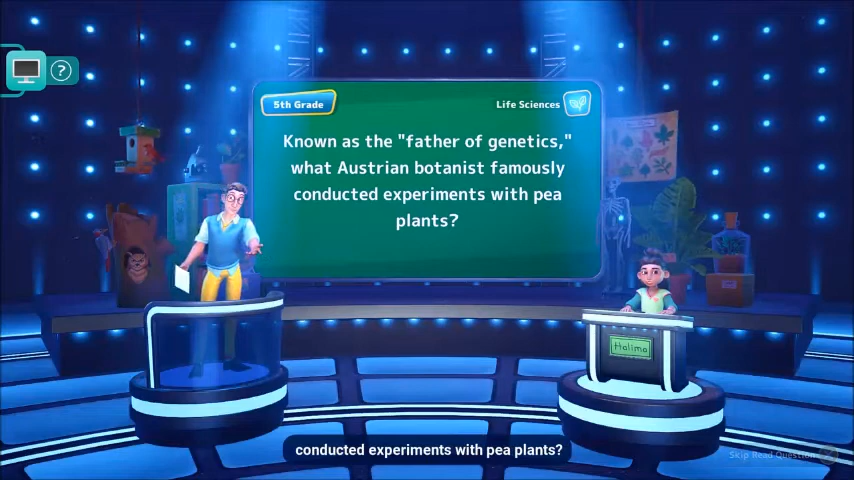 ?
5th Grade
Life Sciences
Known as the "father of genetics,"
what Austrian botanist famously
conducted experiments with pea
plants?
Halima
conducted experiments with pea plants?
Skip Read Question